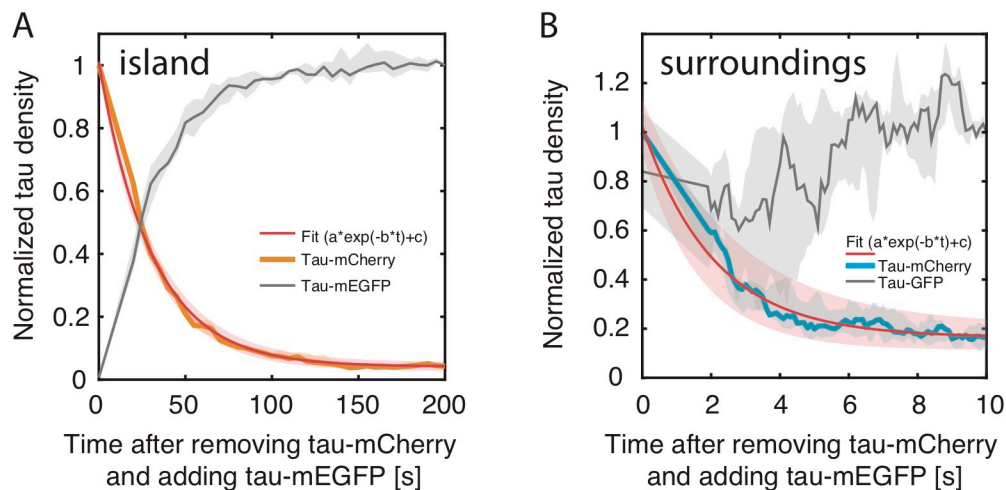 A
island
Normalized tau density
1
0.8
0.6
0.4
0.2
0
Fit (a*exp(-b*t)+c)
Tau-mCherry
Tau-mEGFP
0 50 100 150 200
Time after removing tau-mCherry
and adding tau-mEGFP [s]
B
surroundings
Normalized tau density
1.2
1
0.8
0.6
0.4
0.2
0
Fit (a*exp(-b*t)+c)
Tau-mCherry
Tau-GFP
0 2 4 6 8 10
Time after removing tau-mCherry
and adding tau-mEGFP [s]